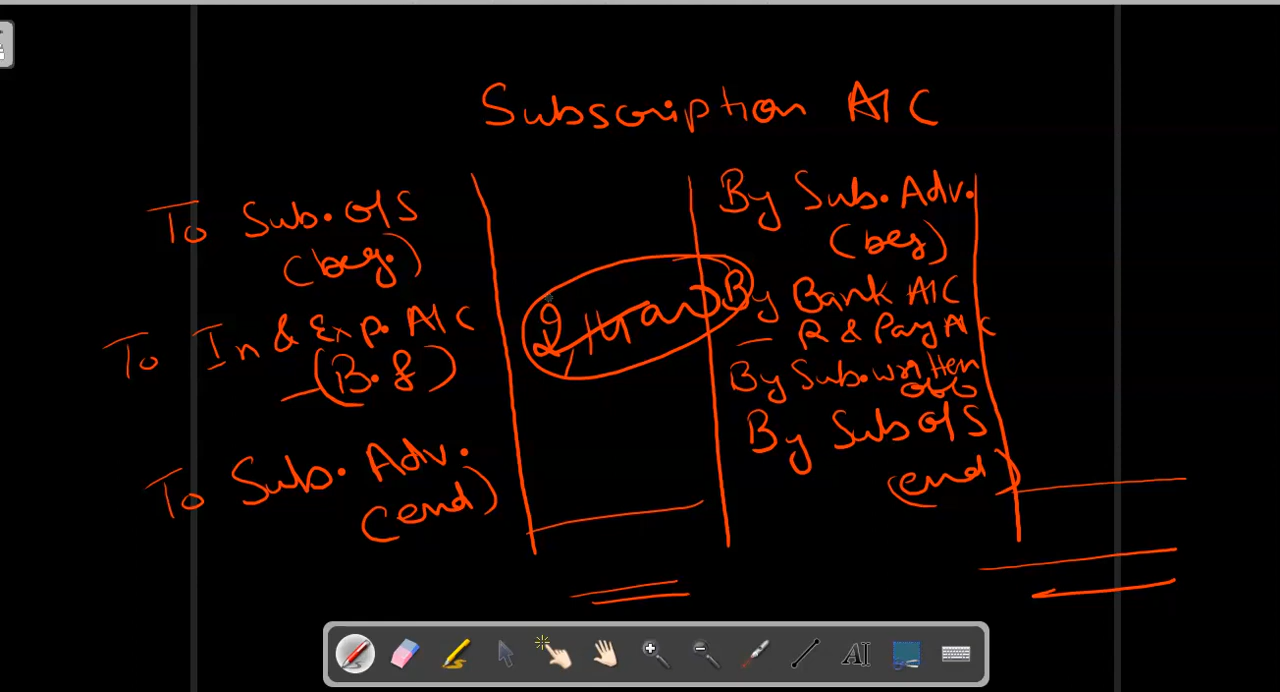 Subscription A/C
To Sub. O/S
(beg.)
To In & Exp. A/C
(B.f)
To Sub. Adv.
(end)
By Sub. Adv.
(beg)
By Bank A/C
R & Pay A/C
By Sub. written
off
By Sub O/S
(end)
AI